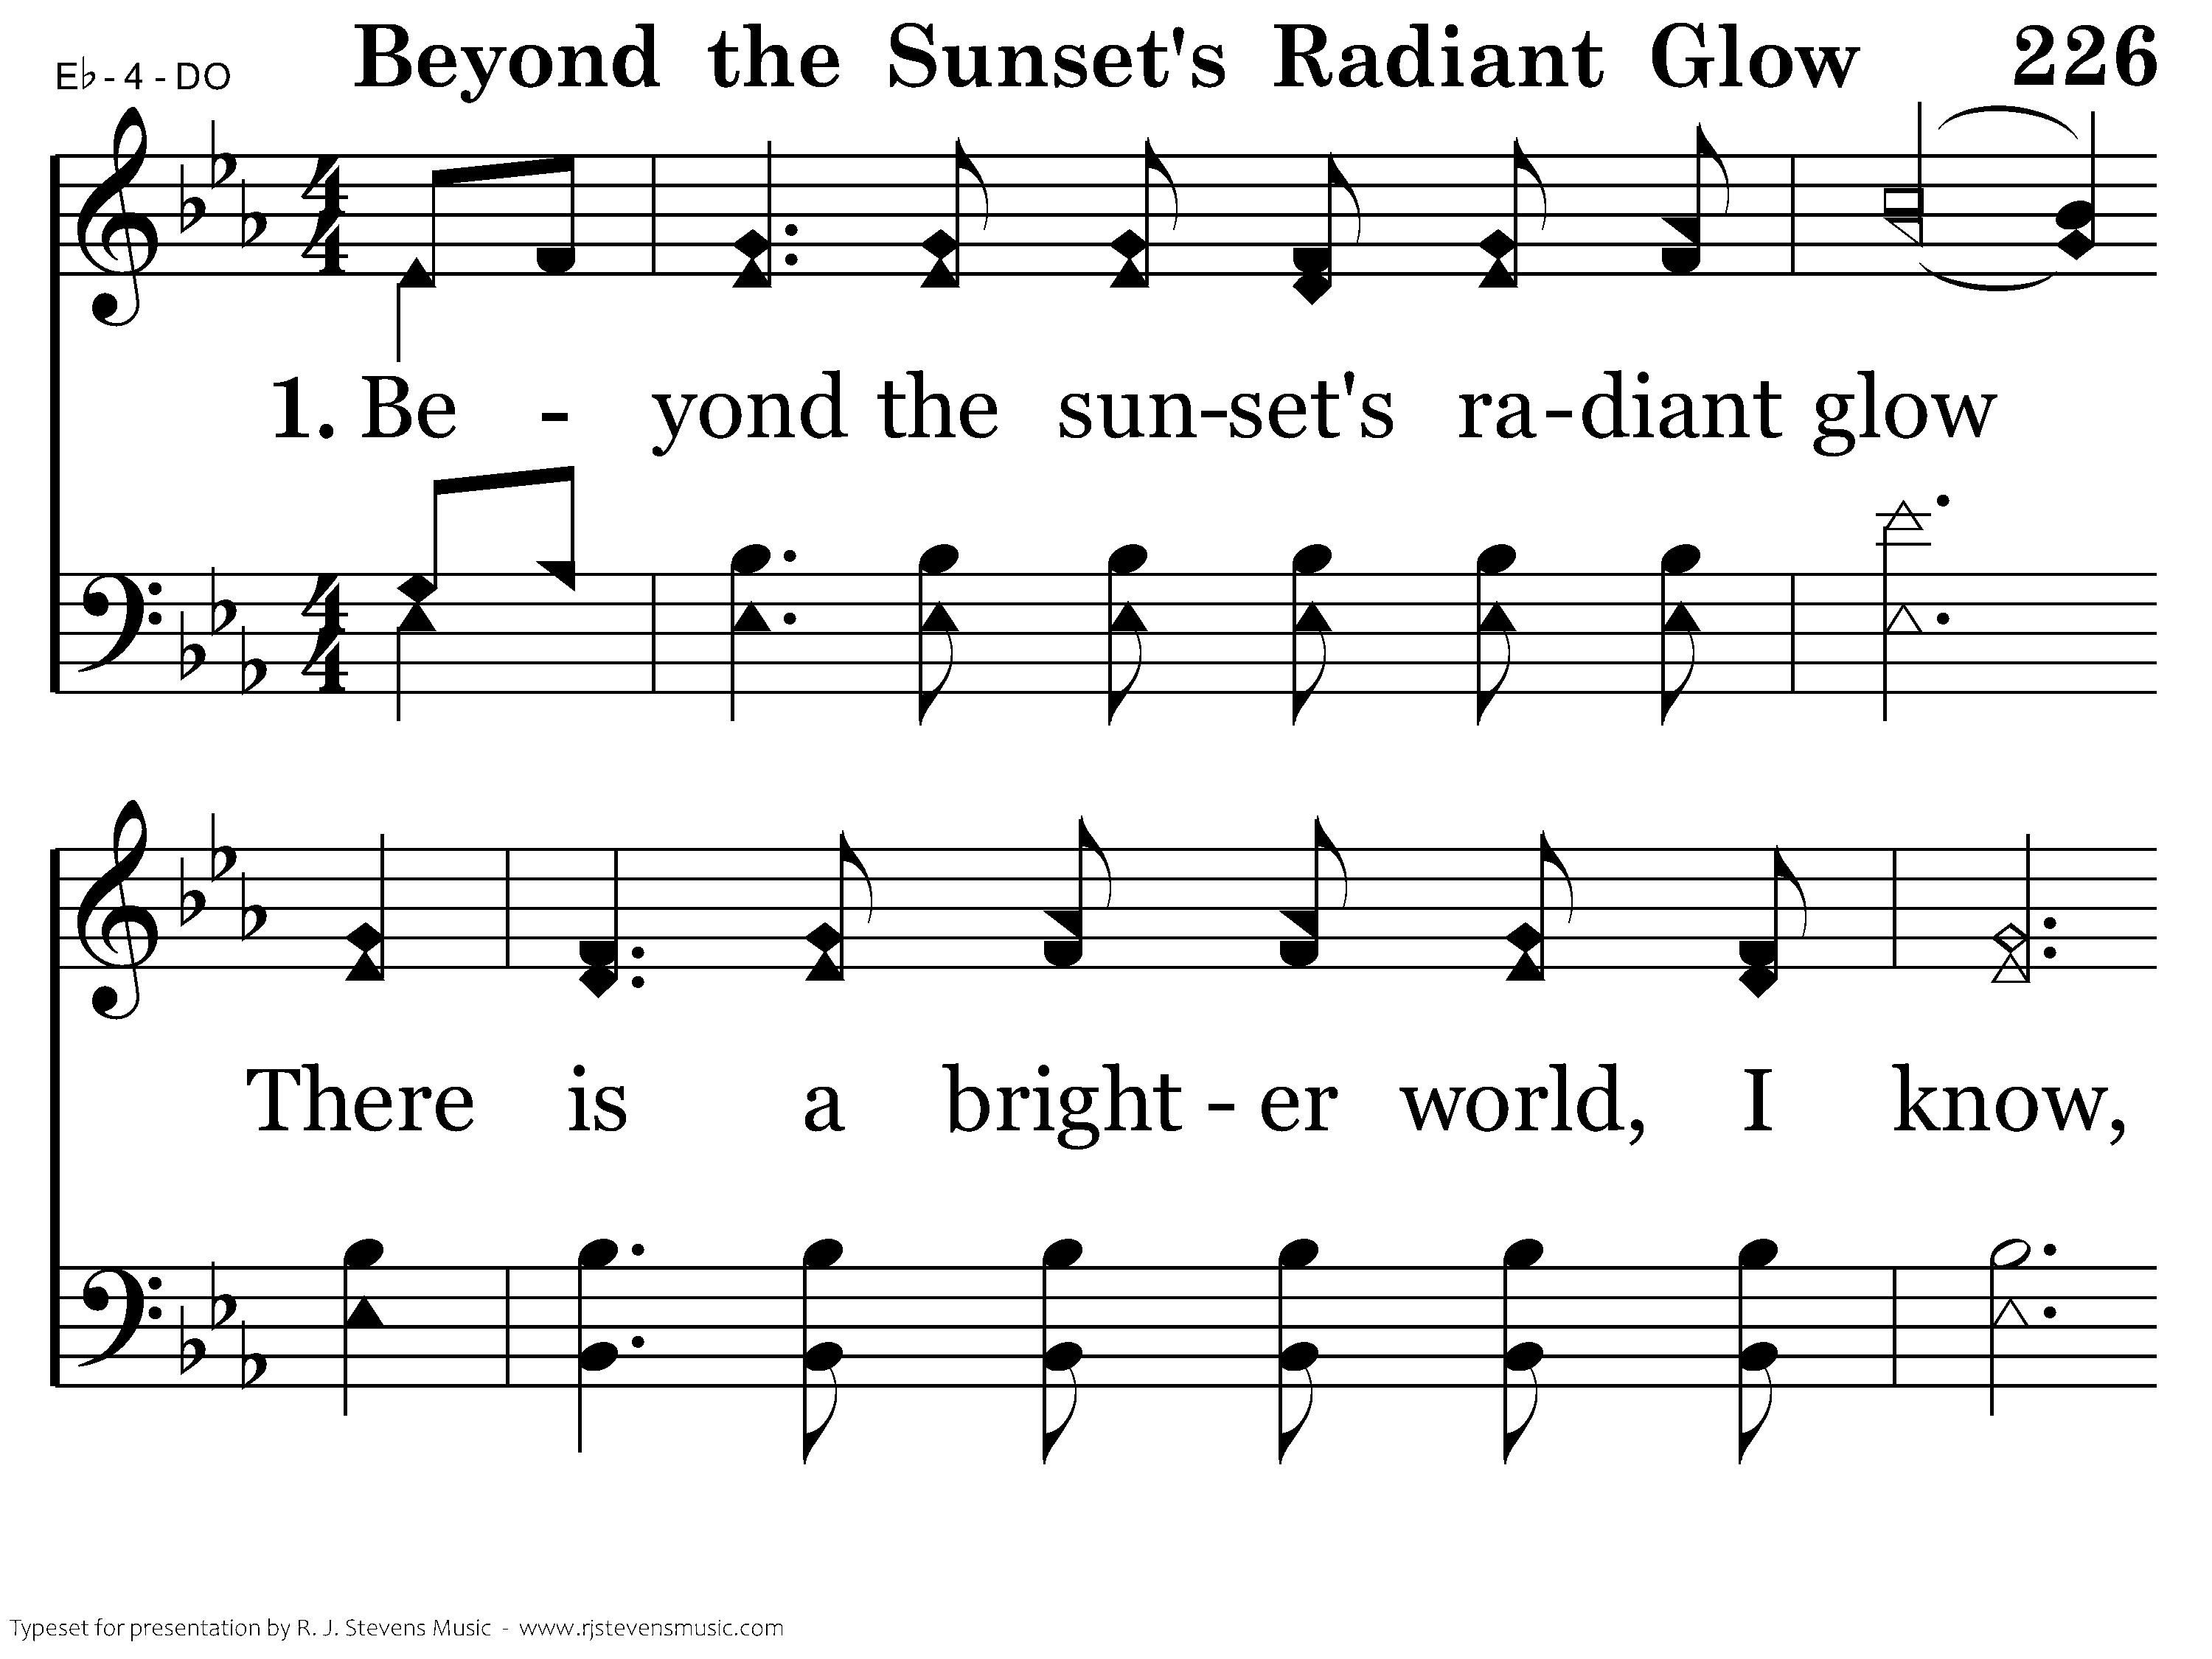 E♭ - 4 - DO Beyond the Sunset's Radiant Glow 226
1. Be - yond the sun-set's ra-diant glow
There is a bright - er world, I know,
Typeset for presentation by R. J. Stevens Music - www.rjstevensmusic.com